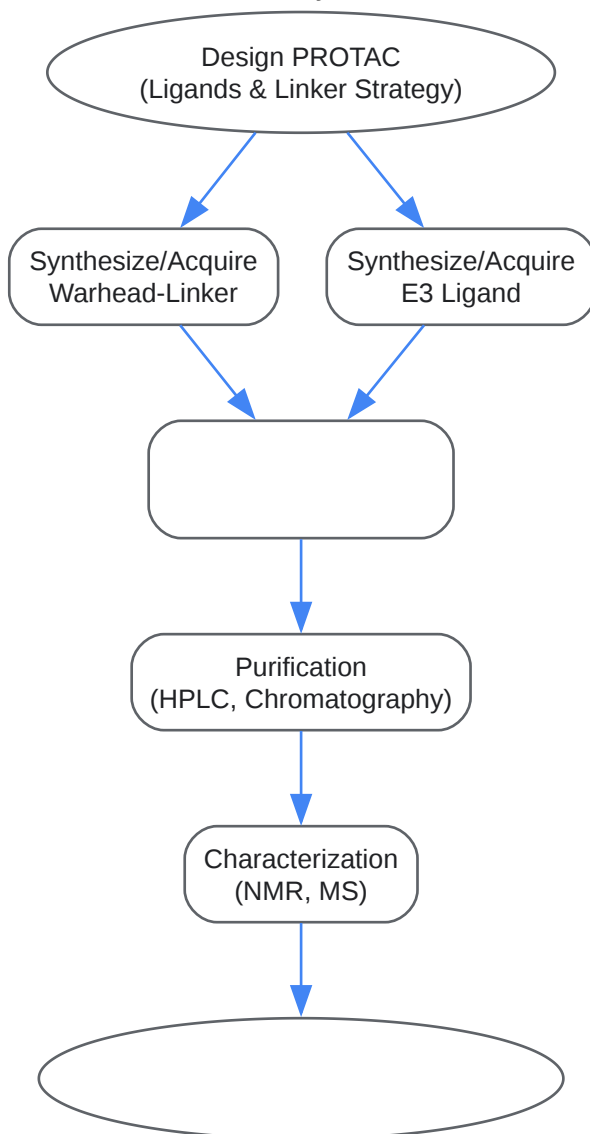 Design PROTAC
(Ligands & Linker Strategy)
Synthesize/Acquire
Warhead-Linker
Synthesize/Acquire
E3 Ligand
Purification
(HPLC, Chromatography)
Characterization
(NMR, MS)